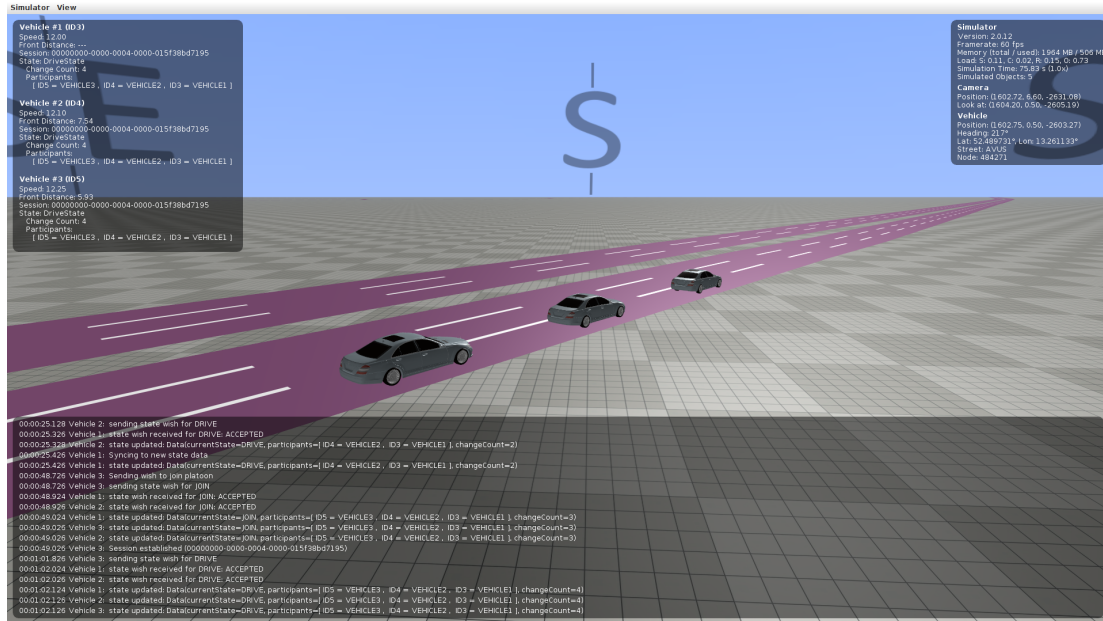 Simulator View
Vehicle #1 (ID3)
Speed: 12.00
Front Distance: ---
Session: 00000000-0000-0004-0000-015f38bd7195
State: DriveState
Change Count: 4
Participants:
[ ID5 = VEHICLE3 , ID4 = VEHICLE2 , ID3 = VEHICLE1 ]
Vehicle #2 (ID4)
Speed: 12.10
Front Distance: 7.54
Session: 00000000-0000-0004-0000-015f38bd7195
State: DriveState
Change Count: 4
Participants:
[ ID5 = VEHICLE3 , ID4 = VEHICLE2 , ID3 = VEHICLE1 ]
Vehicle #3 (ID5)
Speed: 12.25
Front Distance: 5.93
Session: 00000000-0000-0004-0000-015f38bd7195
State: DriveState
Change Count: 4
Participants:
[ ID5 = VEHICLE3 , ID4 = VEHICLE2 , ID3 = VEHICLE1 ]
SE
S
S
Simulator
Version: 2.0.12
Framerate: 60 fps
Memory (total / used): 1964 MB / 506 M
Load: S: 0.11, C: 0.02, R: 0.15, O: 0.73
Simulation Time: 75.83 s (1.0x)
Simulated Objects: 5
Camera
Position: (1602.72, 6.60, -2631.08)
Look at: (1604.20, 0.50, -2605.19)
Vehicle
Position: (1602.75, 0.50, -2603.27)
Heading: 217°
Lat: 52.489731°, Lon: 13.261133°
Street: AVUS
Node: 484271
00:00:25.128 Vehicle 2: sending state wish for DRIVE
00:00:25.326 Vehicle 1: state wish received for DRIVE: ACCEPTED
00:00:25.328 Vehicle 2: state updated: Data(currentState=DRIVE, participants=[ ID4 = VEHICLE2 , ID3 = VEHICLE1 ], changeCount=2)
00:00:25.426 Vehicle 1: Syncing to new state data
00:00:25.426 Vehicle 1: state updated: Data(currentState=DRIVE, participants=[ ID4 = VEHICLE2 , ID3 = VEHICLE1 ], changeCount=2)
00:00:48.726 Vehicle 3: Sending wish to join platoon
00:00:48.726 Vehicle 3: sending state wish for JOIN
00:00:48.924 Vehicle 1: state wish received for JOIN: ACCEPTED
00:00:48.926 Vehicle 2: state wish received for JOIN: ACCEPTED
00:00:49.024 Vehicle 1: state updated: Data(currentState=JOIN, participants=[ ID5 = VEHICLE3 , ID4 = VEHICLE2 , ID3 = VEHICLE1 ], changeCount=3)
00:00:49.026 Vehicle 3: state updated: Data(currentState=JOIN, participants=[ ID5 = VEHICLE3 , ID4 = VEHICLE2 , ID3 = VEHICLE1 ], changeCount=3)
00:00:49.026 Vehicle 2: state updated: Data(currentState=JOIN, participants=[ ID5 = VEHICLE3 , ID4 = VEHICLE2 , ID3 = VEHICLE1 ], changeCount=3)
00:00:49.026 Vehicle 3: Session established (00000000-0000-0004-0000-015f38bd7195)
00:01:01.826 Vehicle 3: sending state wish for DRIVE
00:01:02.024 Vehicle 1: state wish received for DRIVE: ACCEPTED
00:01:02.026 Vehicle 2: state wish received for DRIVE: ACCEPTED
00:01:02.124 Vehicle 1: state updated: Data(currentState=DRIVE, participants=[ ID5 = VEHICLE3 , ID4 = VEHICLE2 , ID3 = VEHICLE1 ], changeCount=4)
00:01:02.126 Vehicle 2: state updated: Data(currentState=DRIVE, participants=[ ID5 = VEHICLE3 , ID4 = VEHICLE2 , ID3 = VEHICLE1 ], changeCount=4)
00:01:02.126 Vehicle 3: state updated: Data(currentState=DRIVE, participants=[ ID5 = VEHICLE3 , ID4 = VEHICLE2 , ID3 = VEHICLE1 ], changeCount=4)